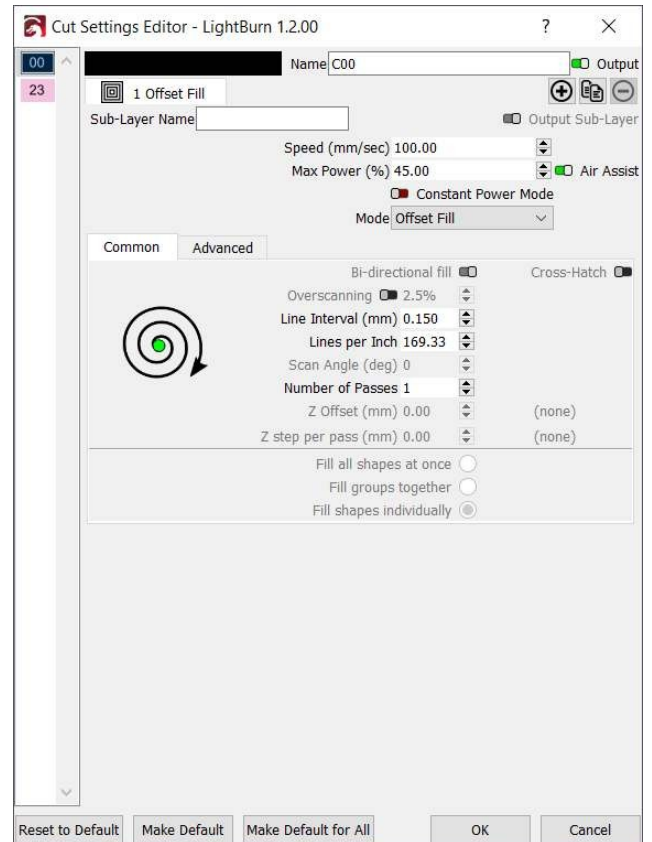 Cut Settings Editor - LightBurn 1.2.00 ?
00 Name C00 Output
23 1 Offset Fill
Sub-Layer Name Output Sub-Layer
Speed (mm/sec) 100.00
Max Power (%) 45.00 Air Assist
Constant Power Mode
Mode Offset Fill
Common Advanced
Bi-directional fill Cross-Hatch
Overscanning 2.5%
Line Interval (mm) 0.150
Lines per Inch 169.33
Scan Angle (deg) 0
Number of Passes 1
Z Offset (mm) 0.00 (none)
Z step per pass (mm) 0.00 (none)
Fill all shapes at once
Fill groups together
Fill shapes individually
Reset to Default Make Default Make Default for All OK Cancel